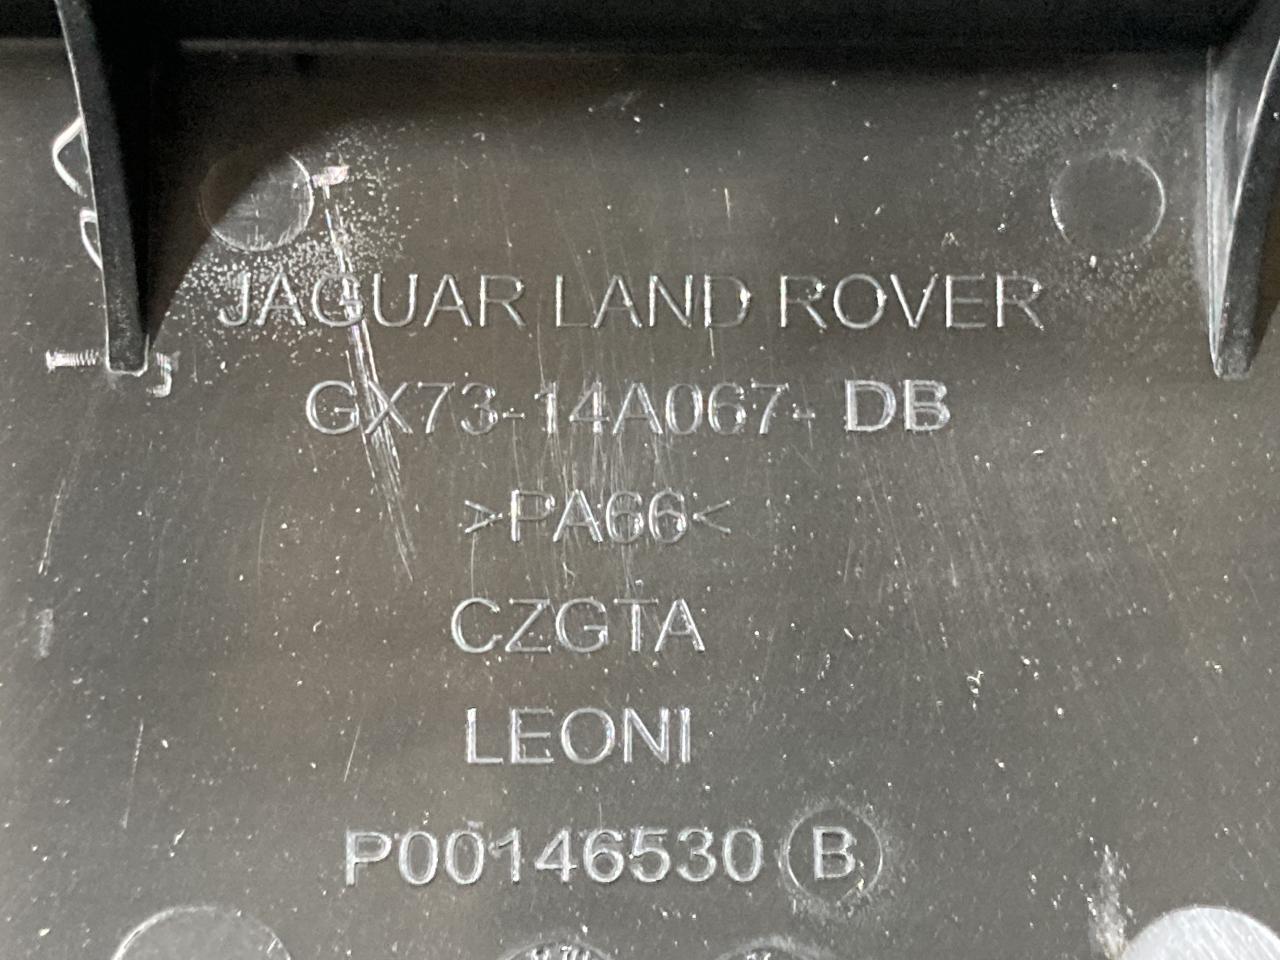 JAGUAR LAND ROVER
GX73-14A067- DB
>PA66<
CZGTA
LEONI
P00146530 B